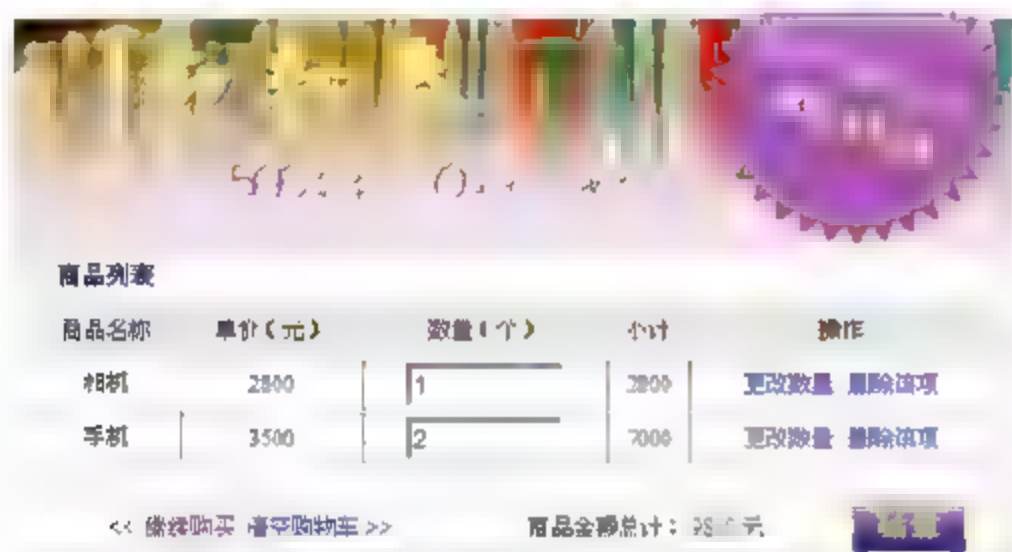 商品列表
商品名称 单价(元) 数量(个) 小计 操作
相机 2800 1 2800 更改数量 删除该项
手机 3500 2 7000 更改数量 删除该项
<< 继续购物 清空购物车 >> 商品金额总计: 元